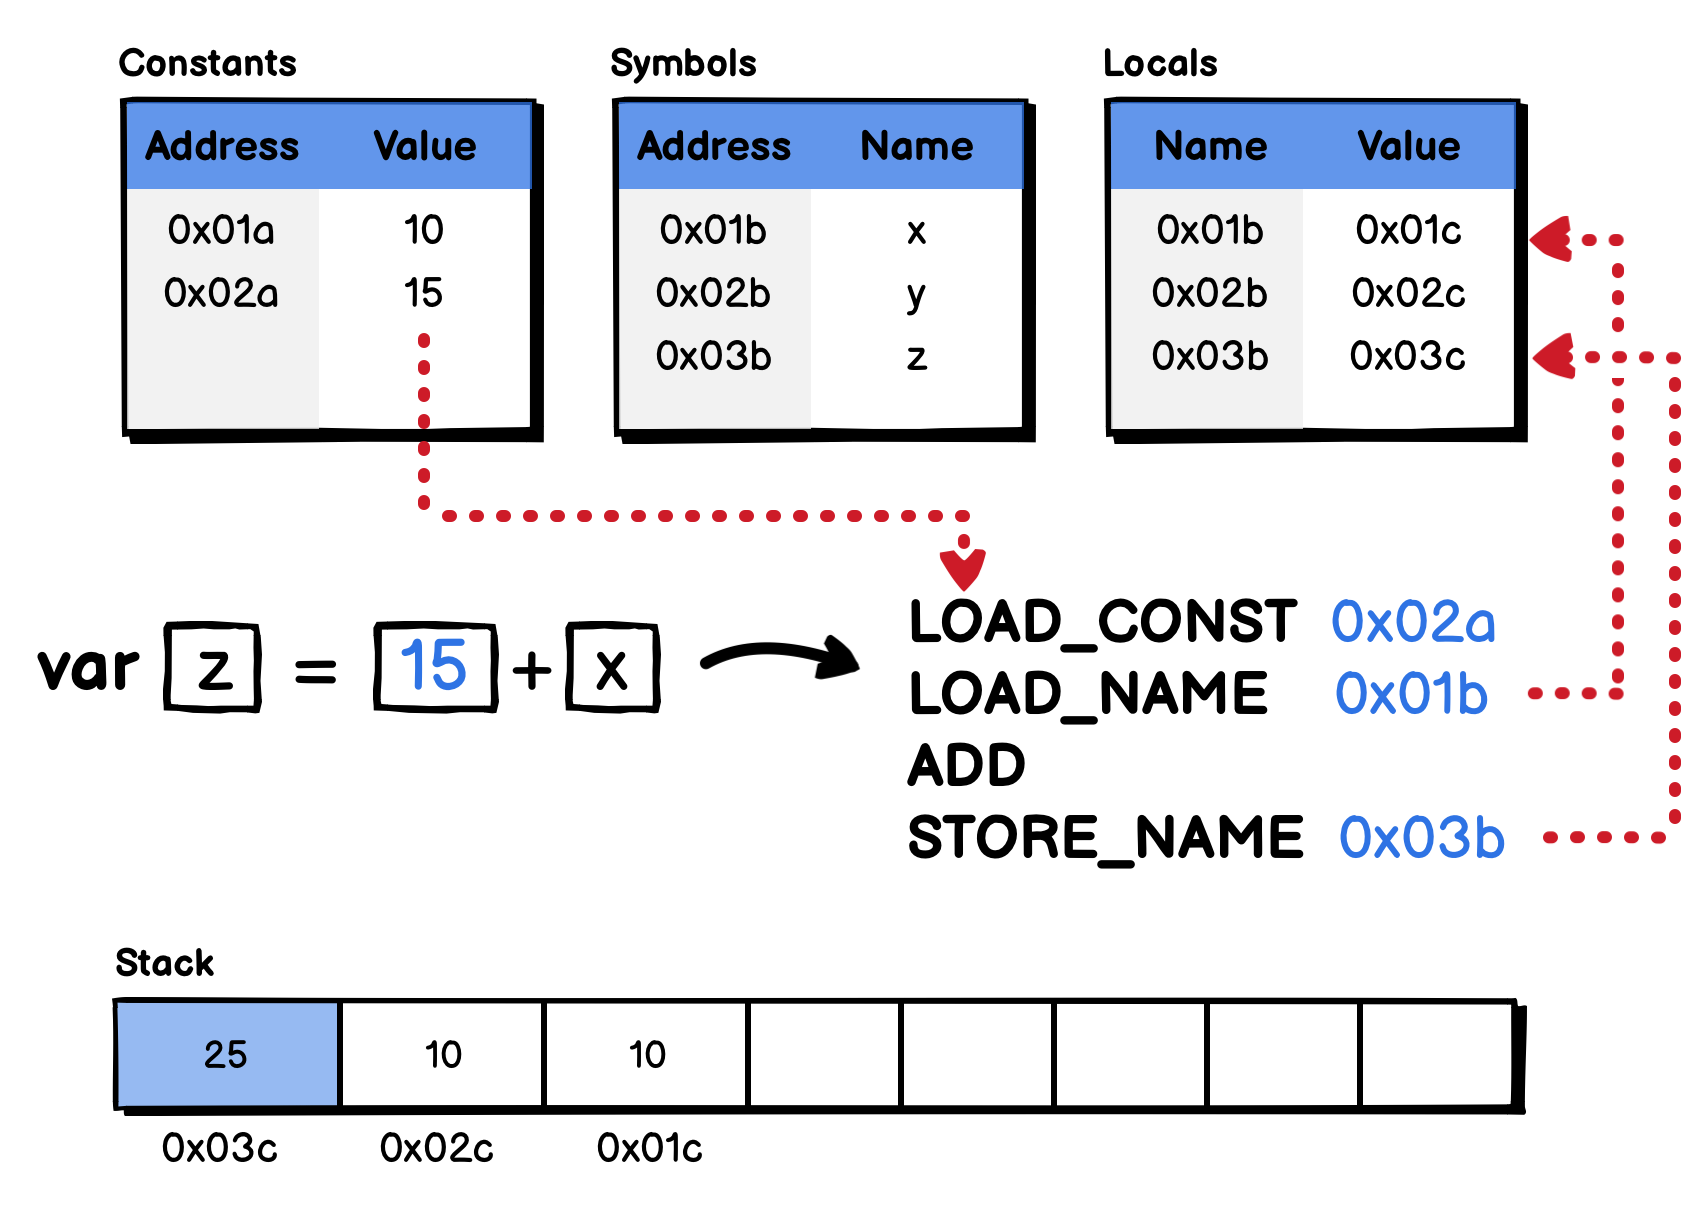 Constants
Address Value
0x01a 10
0x02a 15
Symbols
Address Name
0x01b x
0x02b y
0x03b z
Locals
Name Value
0x01b 0x01c
0x02b 0x02c
0x03b 0x03c
var z = 15 + x
LOAD_CONST 0x02a
LOAD_NAME 0x01b
ADD
STORE_NAME 0x03b
Stack
25 10 10
0x03c 0x02c 0x01c